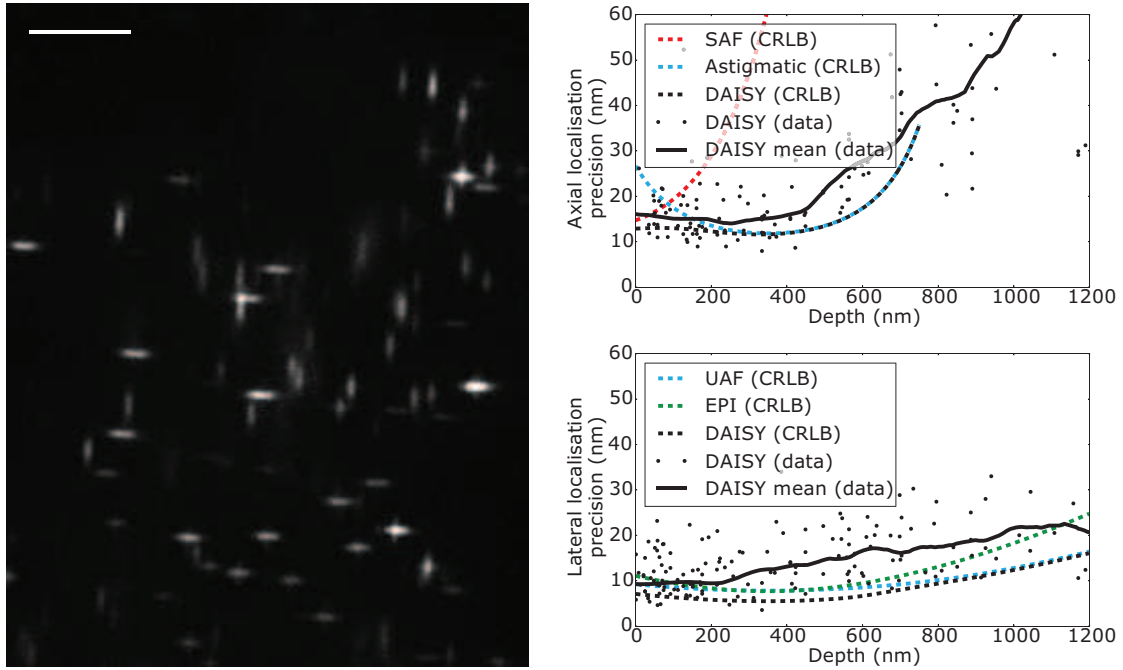 60
50
40
30
20
10
0
Axial localisation
precision (nm)
SAF (CRLB)
Astigmatic (CRLB)
DAISY (CRLB)
DAISY (data)
DAISY mean (data)
0 200 400 600 800 1000 1200
Depth (nm)
60
50
40
30
20
10
0
Lateral localisation
precision (nm)
UAF (CRLB)
EPI (CRLB)
DAISY (CRLB)
DAISY (data)
DAISY mean (data)
0 200 400 600 800 1000 1200
Depth (nm)